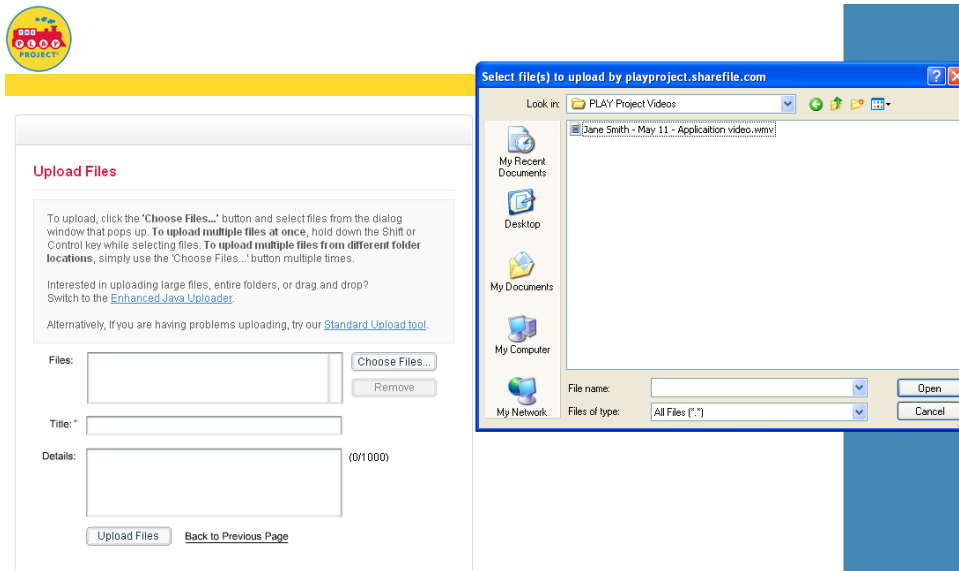 PLAY
PROJECT
Upload Files
To upload, click the 'Choose Files...' button and select files from the dialog
window that pops up. To upload multiple files at once, hold down the Shift or
Control key while selecting files. To upload multiple files from different folder
locations, simply use the 'Choose Files...' button multiple times.
Interested in uploading large files, entire folders, or drag and drop?
Switch to the Enhanced Java Uploader.
Alternatively, If you are having problems uploading, try our Standard Upload tool.
Files:
Choose Files...
Remove
Title: *
Details:
(0/1000)
Upload Files
Back to Previous Page
Select file(s) to upload by playproject.sharefile.com
Look in:
PLAY Project Videos
Jane Smith - May 11 - Applicaition video.wmv
My Recent
Documents
Desktop
My Documents
My Computer
My Network
File name:
Open
Files of type:
All Files (*.*)
Cancel